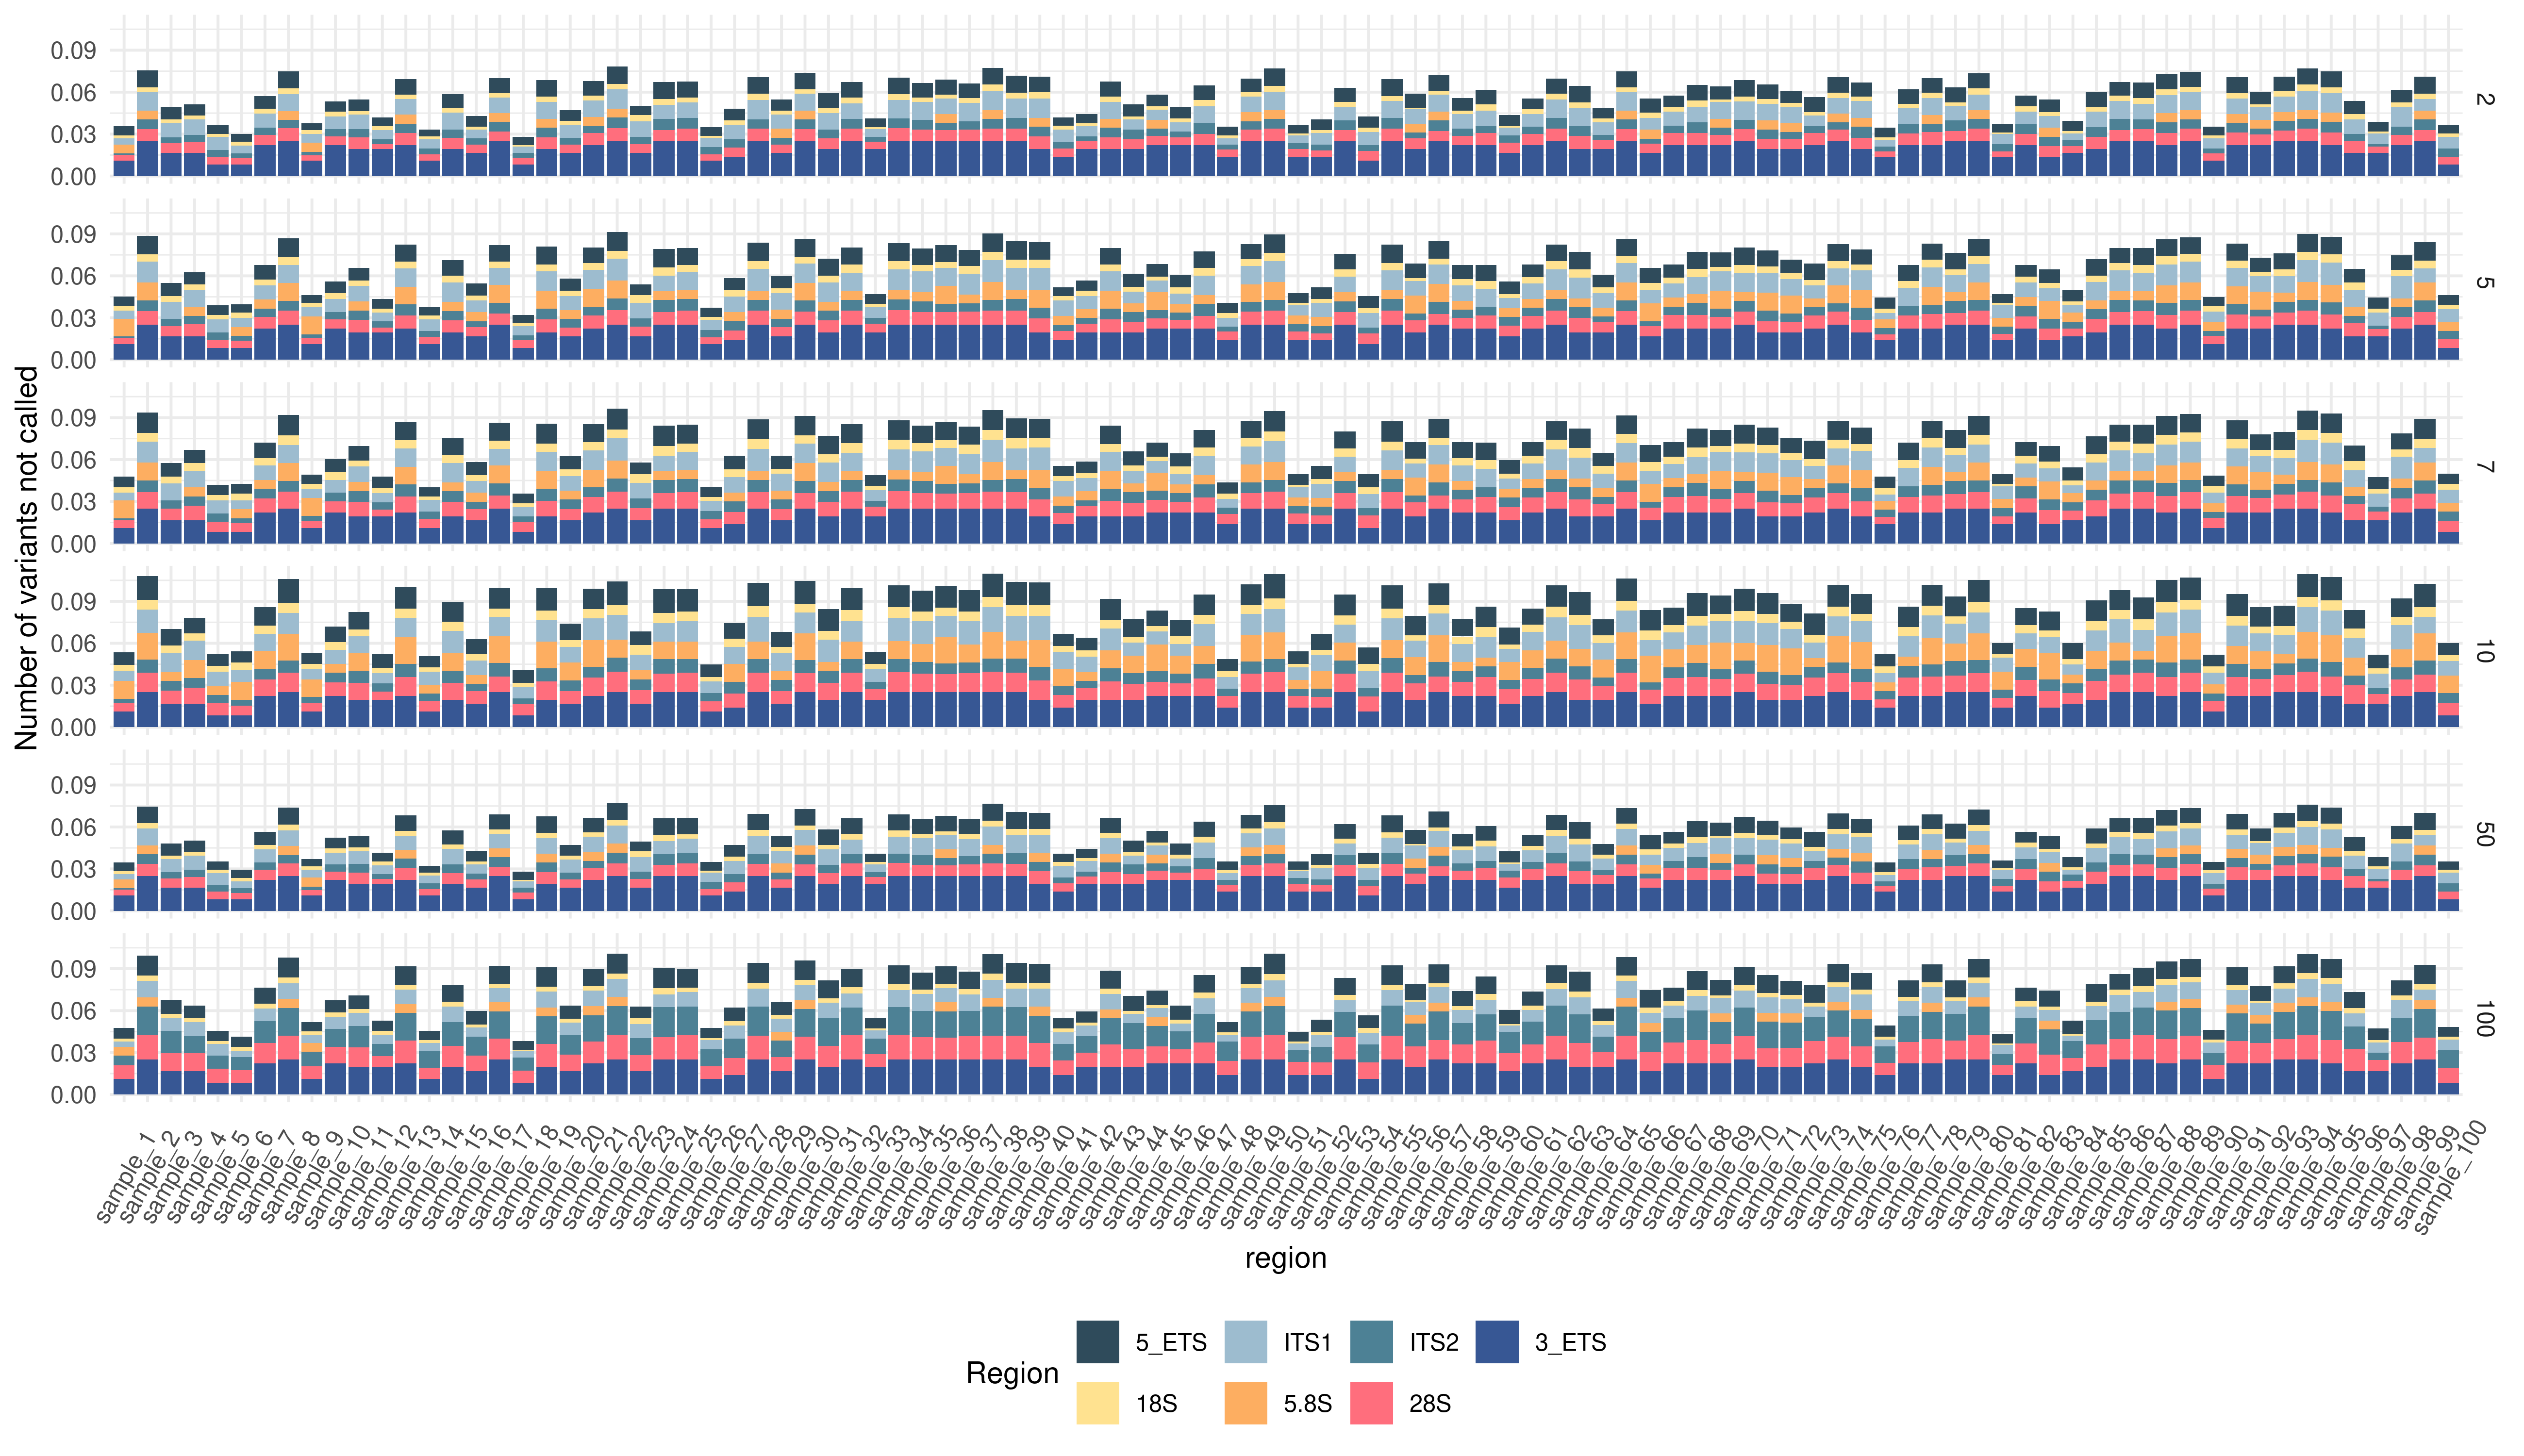 Number of variants not called
0.09
0.06
0.03
0.00
2
0.09
0.06
0.03
0.00
5
0.09
0.06
0.03
0.00
7
0.09
0.06
0.03
0.00
10
0.09
0.06
0.03
0.00
50
0.09
0.06
0.03
0.00
100
sample_1
sample_2
sample_3
sample_4
sample_5
sample_6
sample_7
sample_8
sample_9
sample_10
sample_11
sample_12
sample_13
sample_14
sample_15
sample_16
sample_17
sample_18
sample_19
sample_20
sample_21
sample_22
sample_23
sample_24
sample_25
sample_26
sample_27
sample_28
sample_29
sample_30
sample_31
sample_32
sample_33
sample_34
sample_35
sample_36
sample_37
sample_38
sample_39
sample_40
sample_41
sample_42
sample_43
sample_44
sample_45
sample_46
sample_47
sample_48
sample_49
sample_50
sample_51
sample_52
sample_53
sample_54
sample_55
sample_56
sample_57
sample_58
sample_59
sample_60
sample_61
sample_62
sample_63
sample_64
sample_65
sample_66
sample_67
sample_68
sample_69
sample_70
sample_71
sample_72
sample_73
sample_74
sample_75
sample_76
sample_77
sample_78
sample_79
sample_80
sample_81
sample_82
sample_83
sample_84
sample_85
sample_86
sample_87
sample_88
sample_89
sample_90
sample_91
sample_92
sample_93
sample_94
sample_95
sample_96
sample_97
sample_98
sample_99
sample_100
region
Region
5_ETS ITS1 ITS2 3_ETS
18S 5.8S 28S